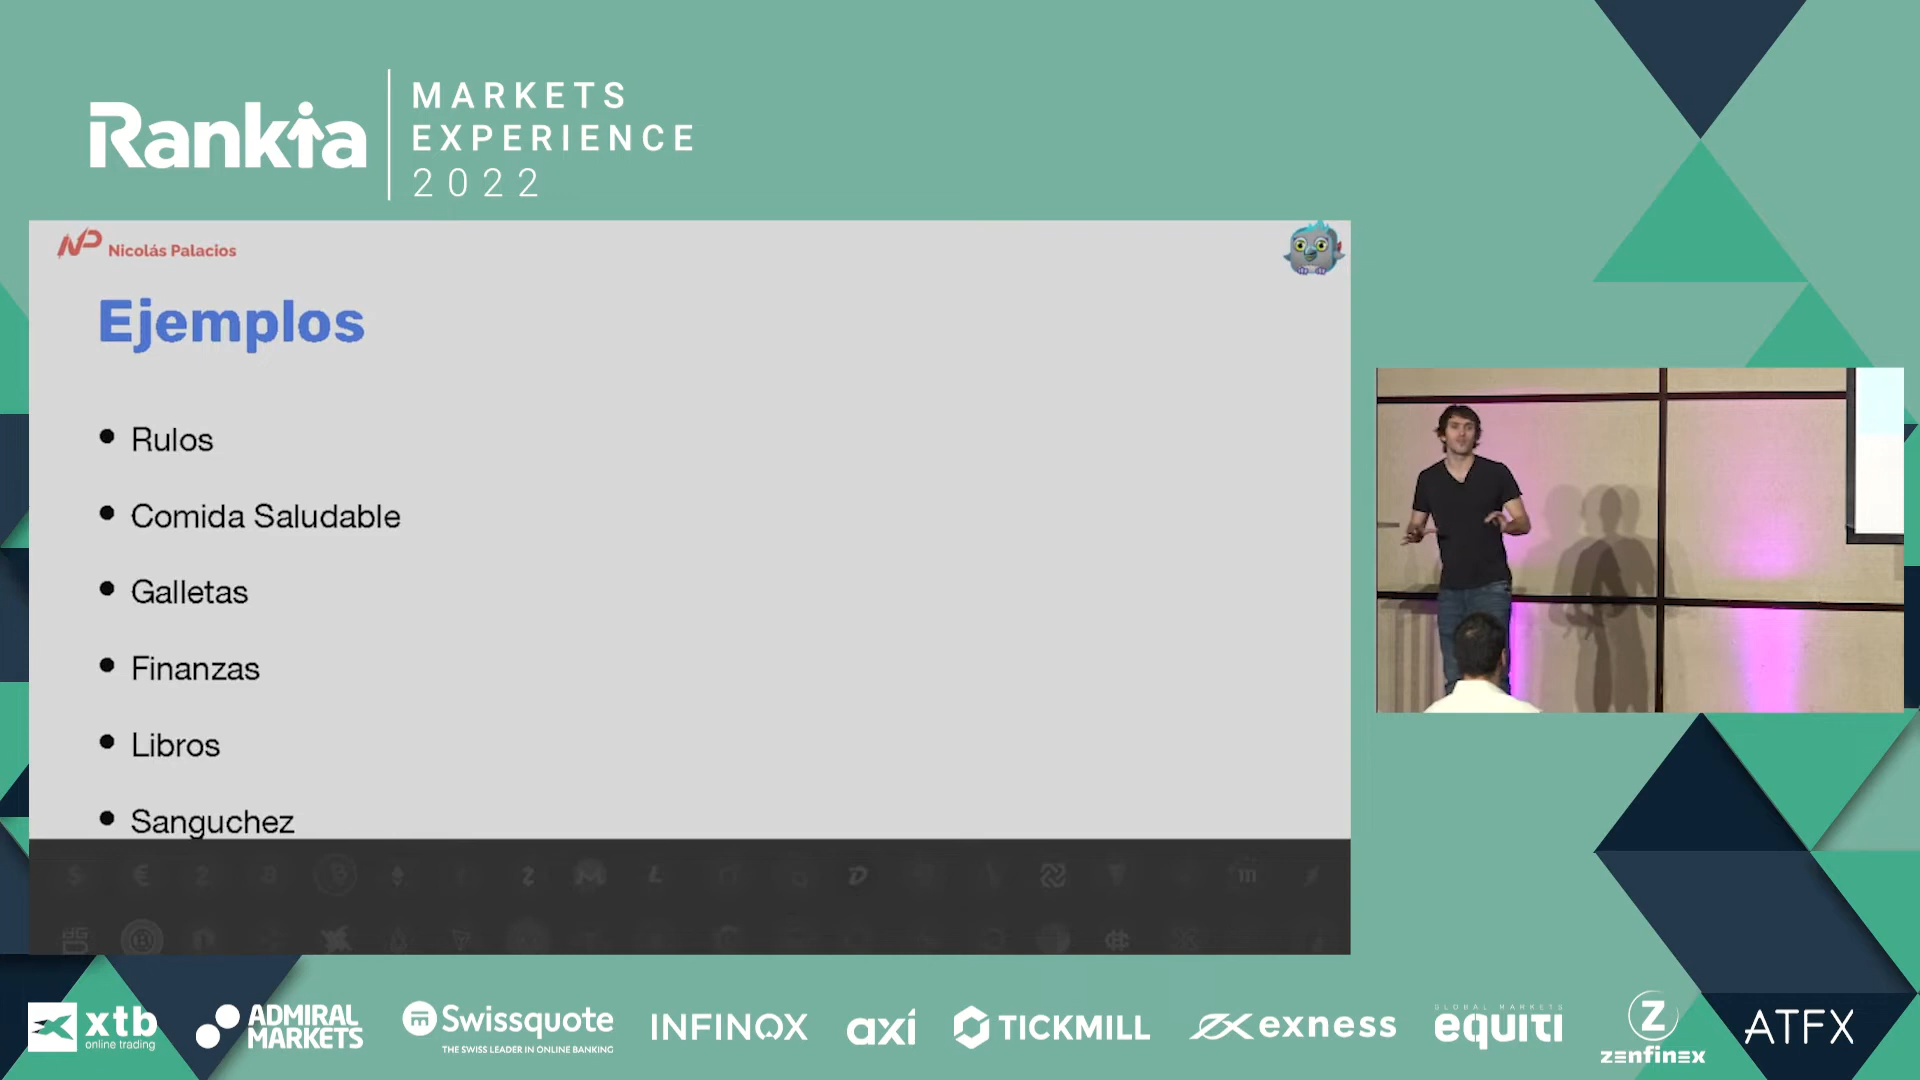 Rankia
MARKETS
EXPERIENCE
2022
NP Nicolás Palacios
Ejemplos
• Rulos
• Comida Saludable
• Galletas
• Finanzas
• Libros
• Sanguchez
xtb
online trading
ADMIRAL
MARKETS
Swissquote
THE SWISS LEADER IN ONLINE BANKING
INFINOX
axi
TICKMILL
exness
GLOBAL MARKETS
equiti
Z
zenfinex
ATFX